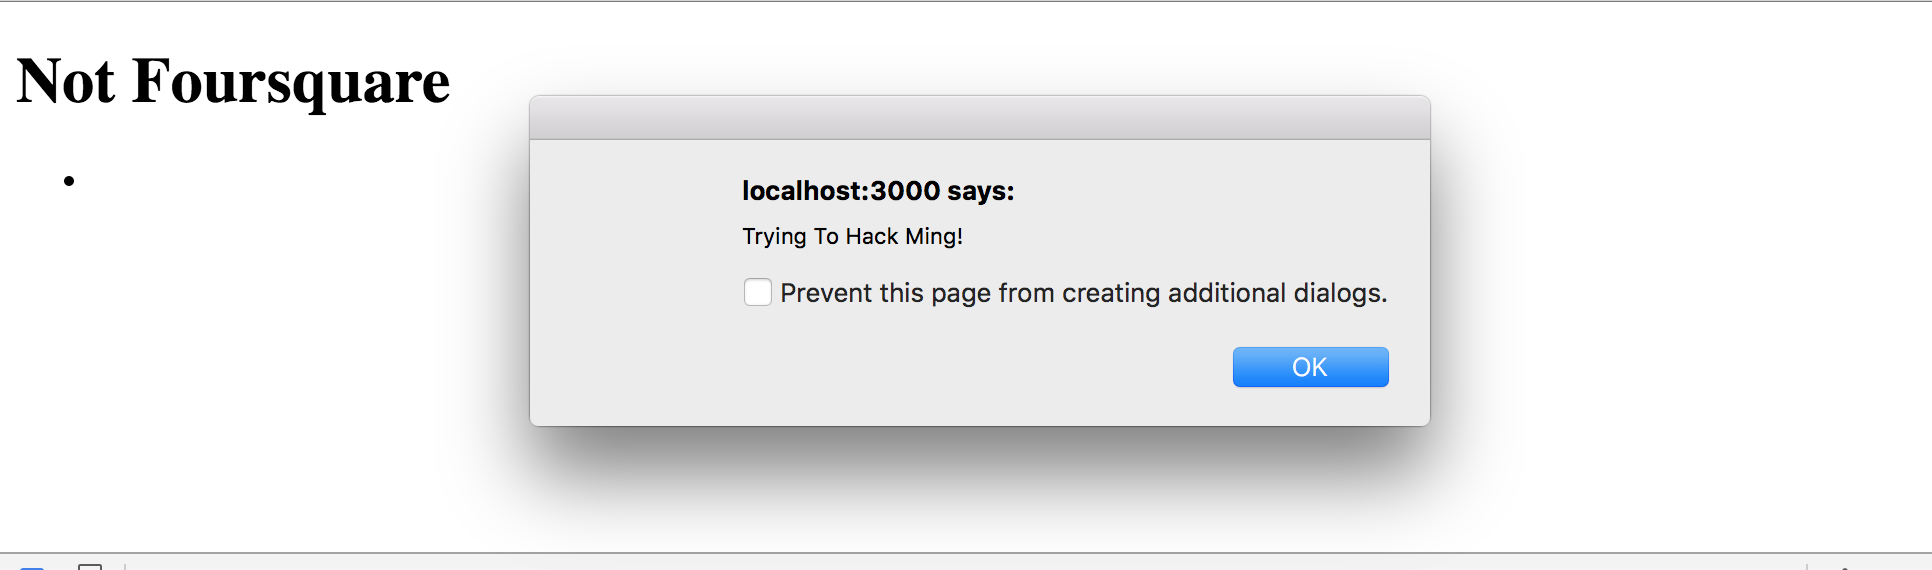 Not Foursquare
localhost:3000 says:
Trying To Hack Ming!
Prevent this page from creating additional dialogs.
OK